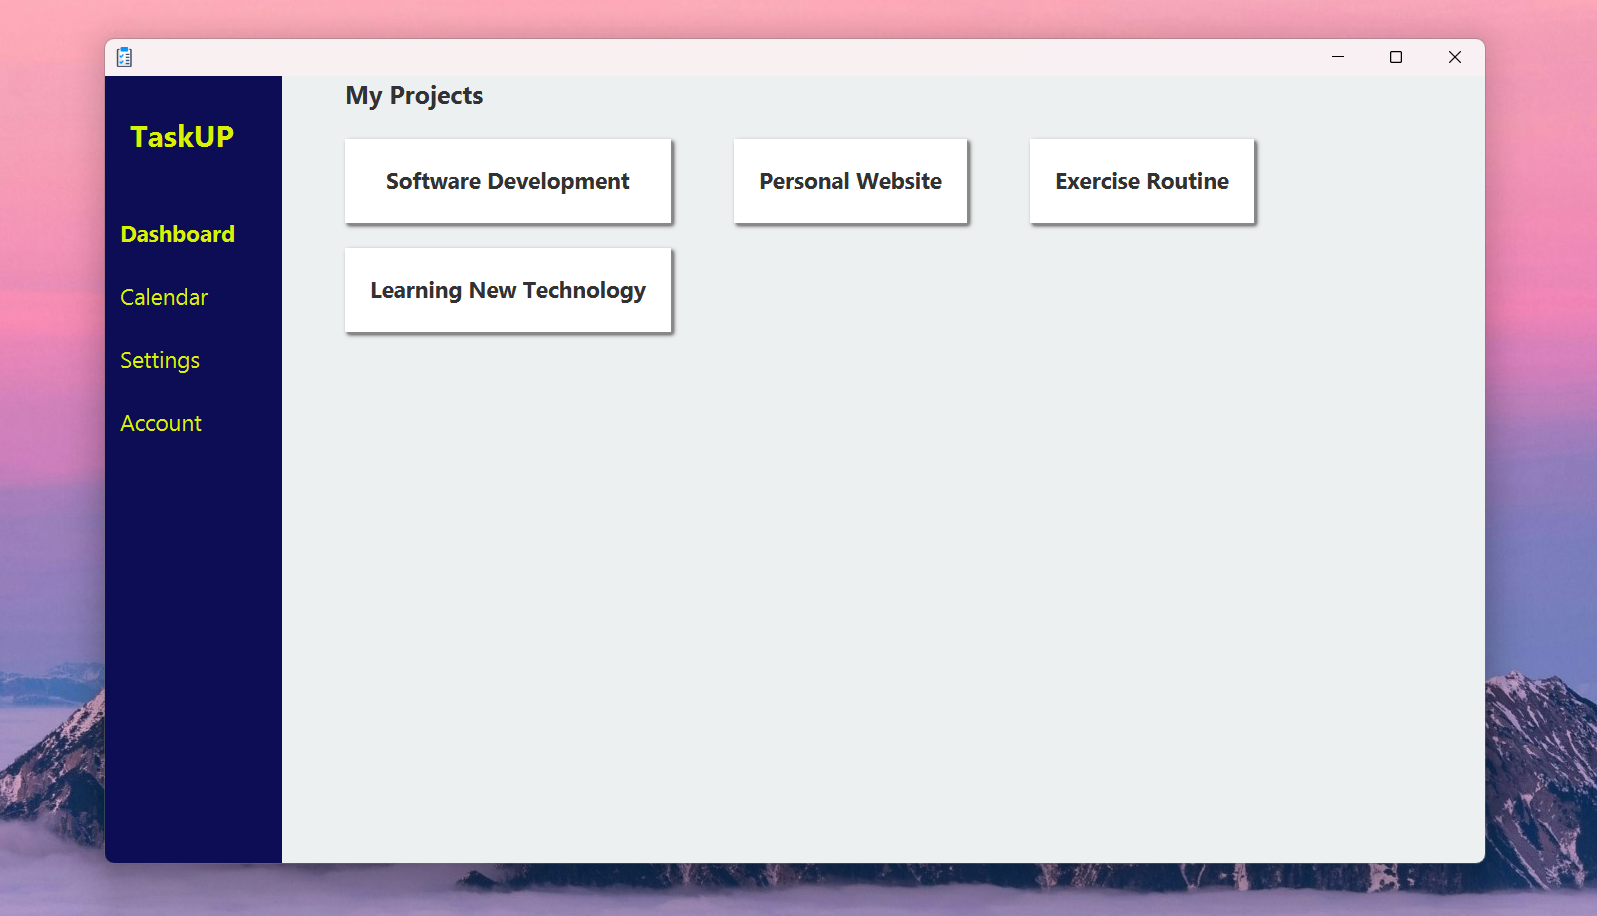 TaskUP
Dashboard
Calendar
Settings
Account
My Projects
Software Development
Personal Website
Exercise Routine
Learning New Technology